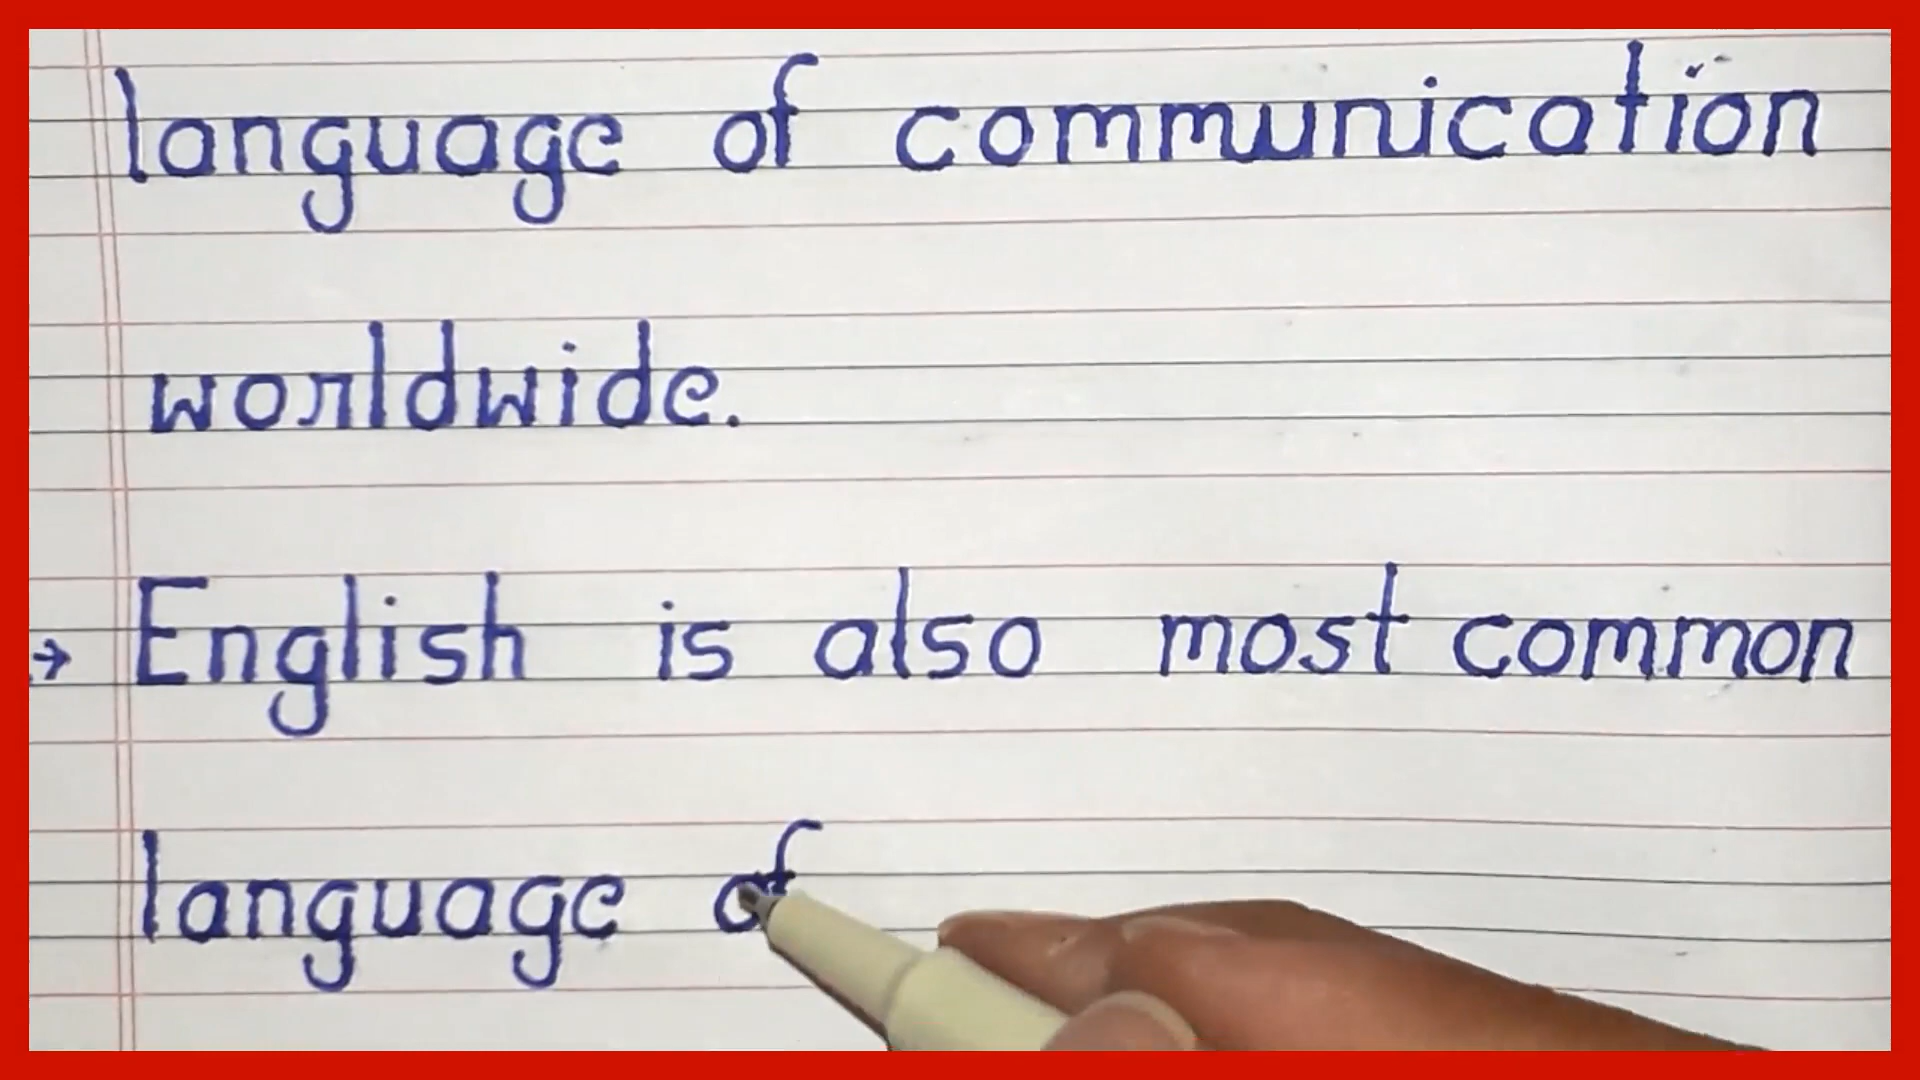 language of communication
worldwide.
→ English is also most common
language of